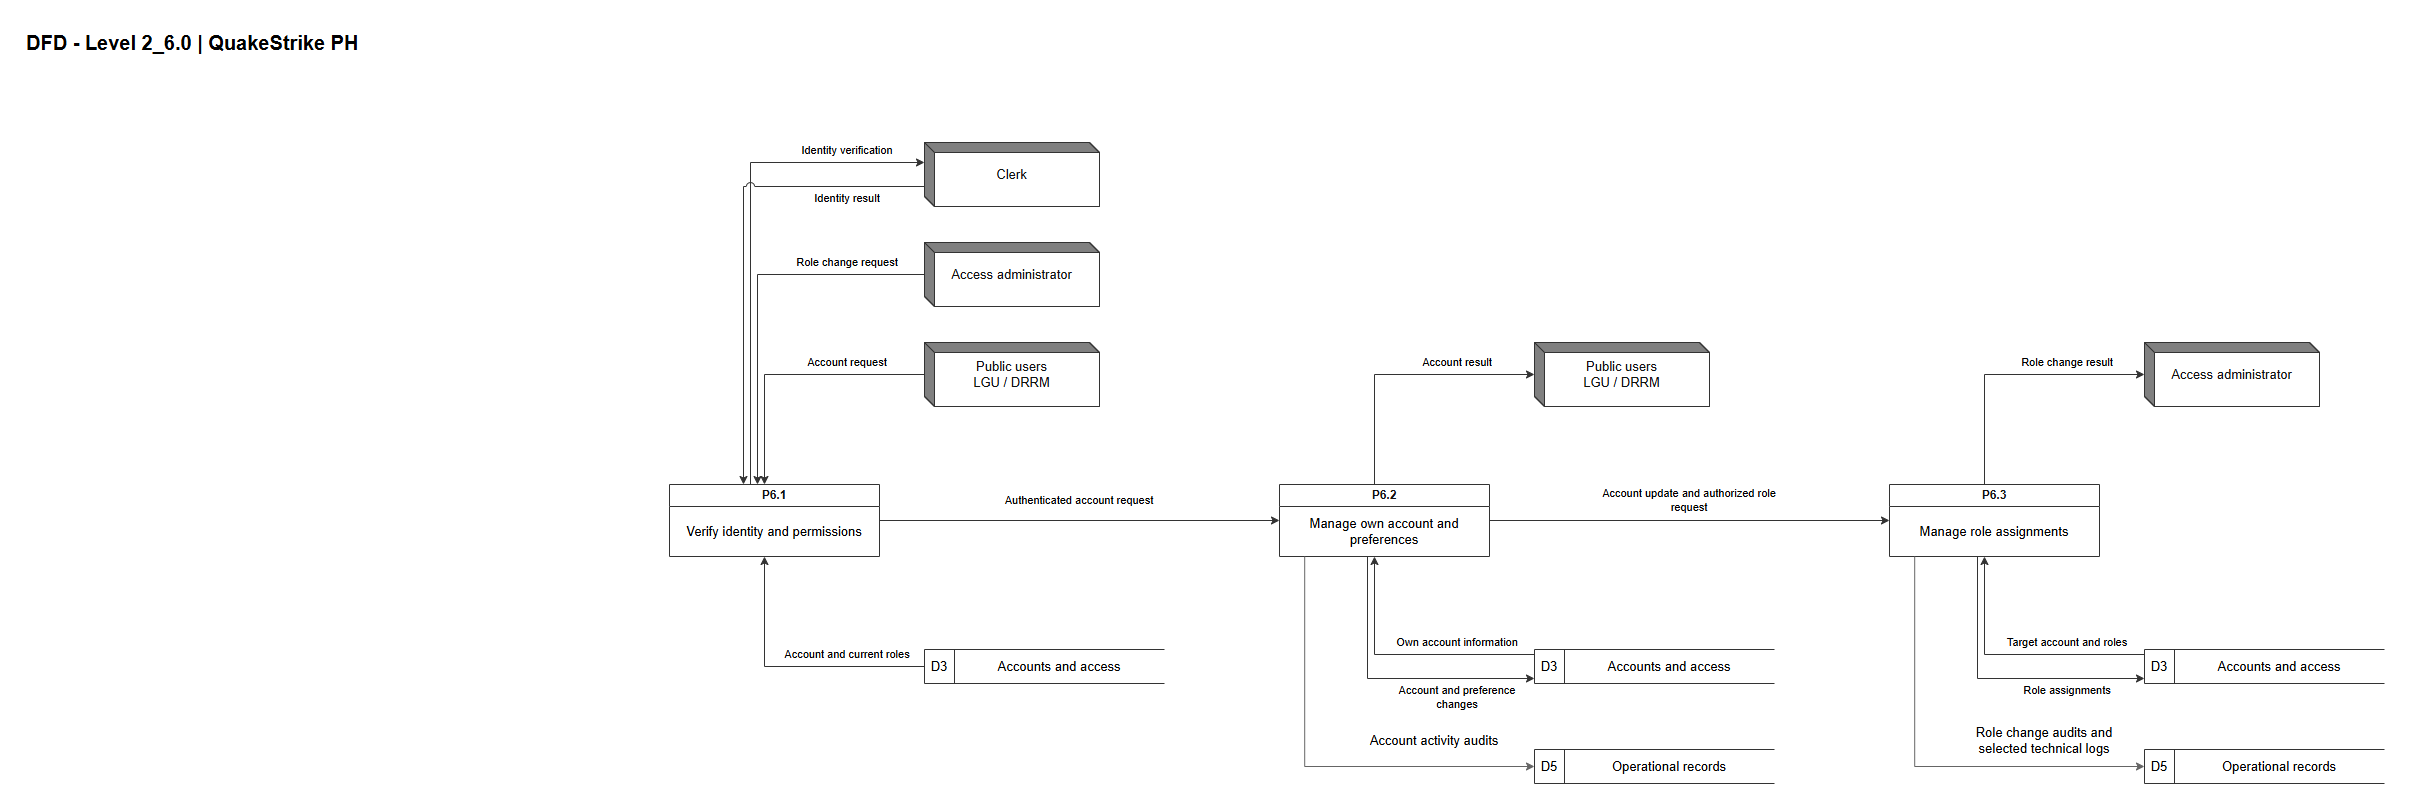 DFD - Level 2_6.0 | QuakeStrike PH
Identity verification
Clerk
Identity result
Role change request
Access administrator
Account request
Public users
LGU / DRRM
Account result
Public users
LGU / DRRM
Role change result
Access administrator
P6.1
Verify identity and permissions
Authenticated account request
P6.2
Manage own account and
preferences
Account update and authorized role
request
P6.3
Manage role assignments
Account and current roles
D3
Accounts and access
Own account information
D3
Accounts and access
Account and preference
changes
Account activity audits
D5
Operational records
Target account and roles
D3
Accounts and access
Role assignments
Role change audits and
selected technical logs
D5
Operational records